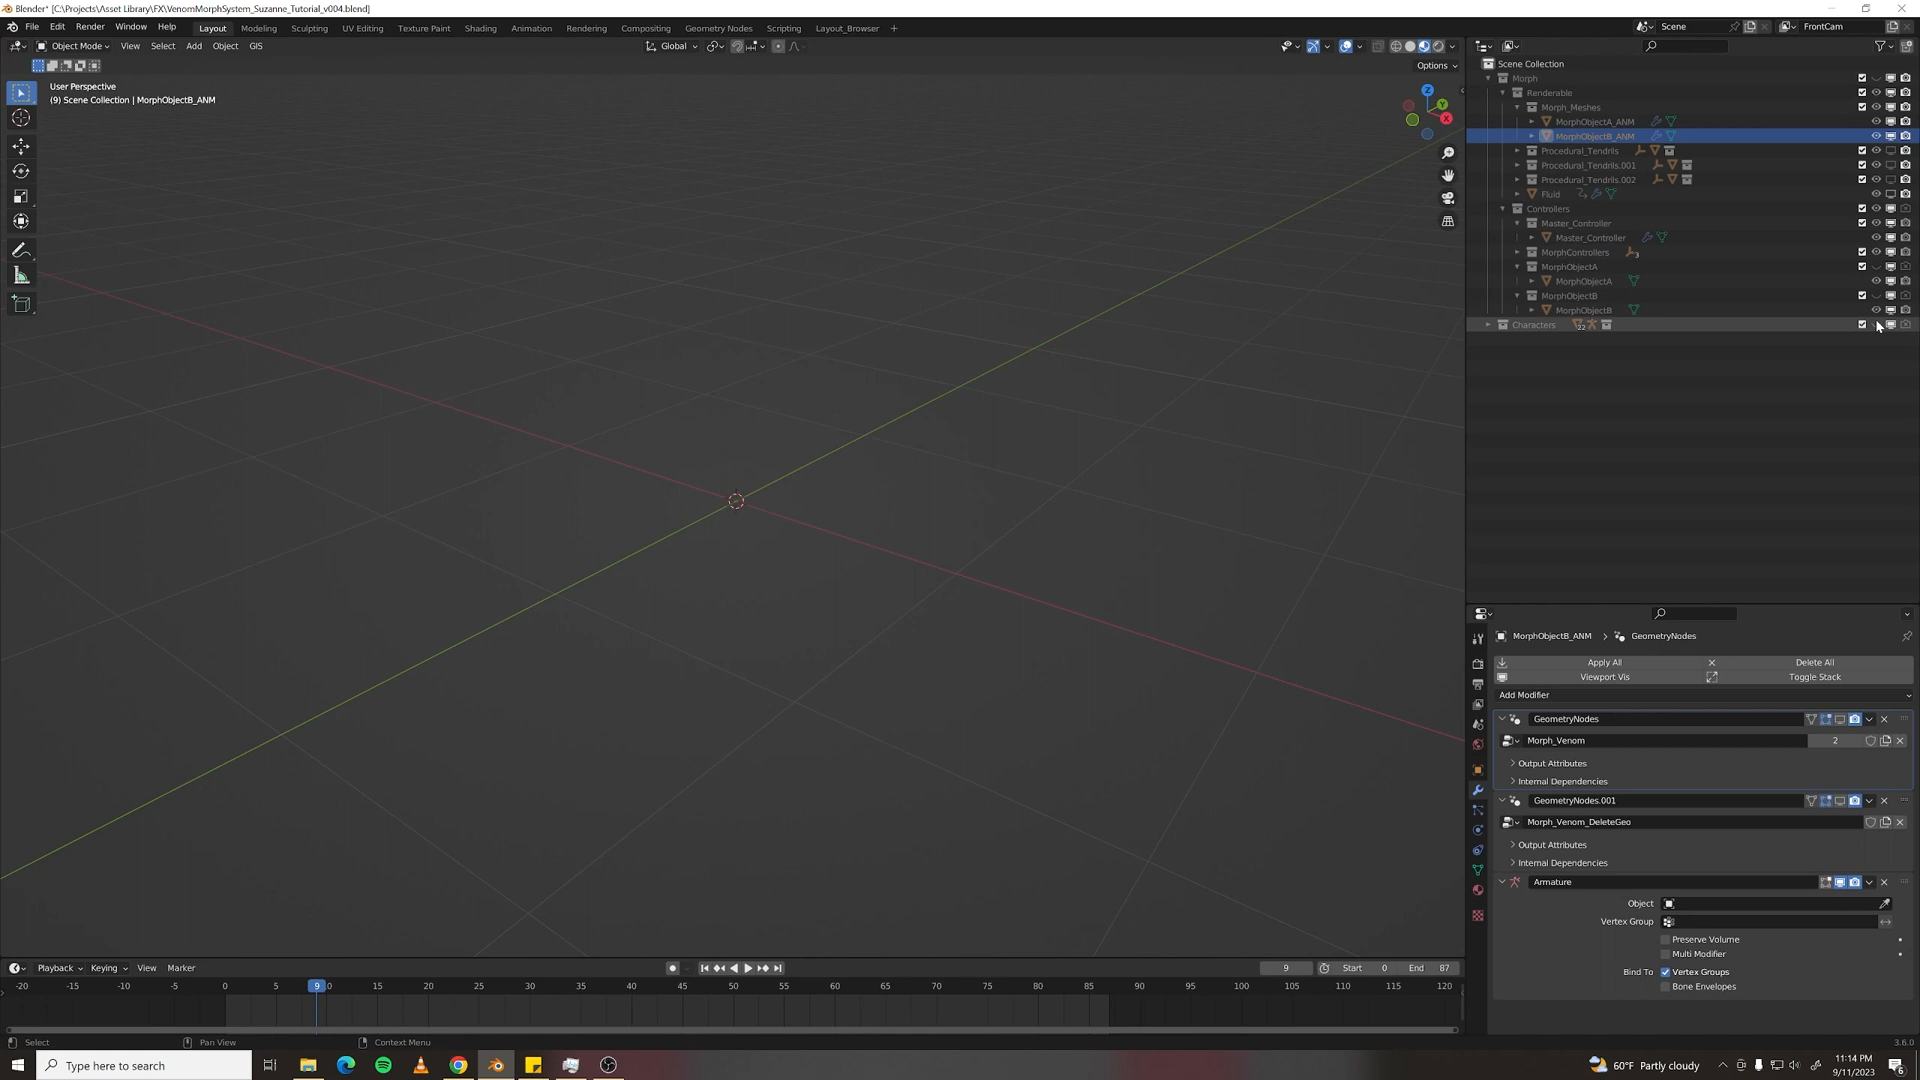 Blender* [C:\Projects\Asset Library\FX\VenomMorphSystem_Suzanne_Tutorial_v004.blend]
File Edit Render Window Help Layout Modeling Sculpting UV Editing Texture Paint Shading Animation Rendering Compositing Geometry Nodes Scripting Layout_Browser + Scene FrontCam
Object Mode View Select Add Object GIS Global
Options
User Perspective
(9) Scene Collection | MorphObjectB_ANM
Z
Y
X
Scene Collection
Morph
Renderable
Morph_Meshes
MorphObjectA_ANM
MorphObjectB_ANM
Procedural_Tendrils
Procedural_Tendrils.001
Procedural_Tendrils.002
Fluid
Controllers
Master_Controller
Master_Controller
MorphControllers 3
MorphObjectA
MorphObjectA
MorphObjectB
MorphObjectB
Characters 22
MorphObjectB_ANM > GeometryNodes
Apply All Delete All
Viewport Vis Toggle Stack
Add Modifier
GeometryNodes
Morph_Venom 2
Output Attributes
Internal Dependencies
GeometryNodes.001
Morph_Venom_DeleteGeo
Output Attributes
Internal Dependencies
Armature
Object
Vertex Group
Preserve Volume
Multi Modifier
Bind To Vertex Groups
Bone Envelopes
Playback Keying View Marker 9 Start 0 End 87
-20 -15 -10 -5 0 9 10 15 20 25 30 35 40 45 50 55 60 65 70 75 80 85 90 95 100 105 110 115 120
Select Pan View Context Menu 3.6.0
Type here to search 60°F Partly cloudy 11:14 PM
9/11/2023 6